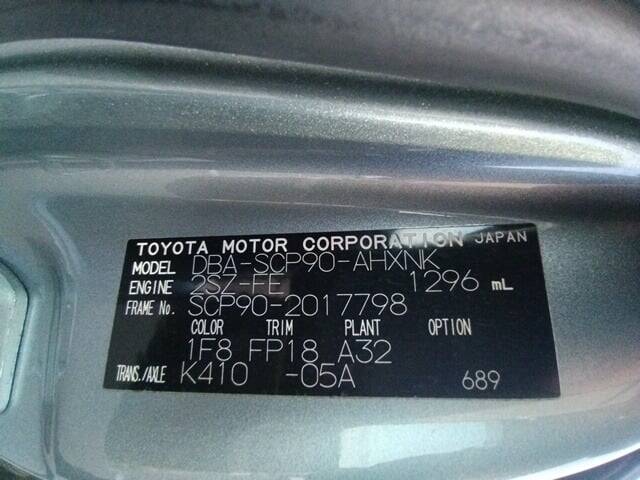 TOYOTA MOTOR CORPORATION JAPAN
MODEL DBA-SCP90-AHXNK
ENGINE 2SZ-FE 1296 mL
FRAME No. SCP90-2017798
COLOR TRIM PLANT OPTION
1F8 FP18 A32
TRANS./AXLE K410 -05A 689